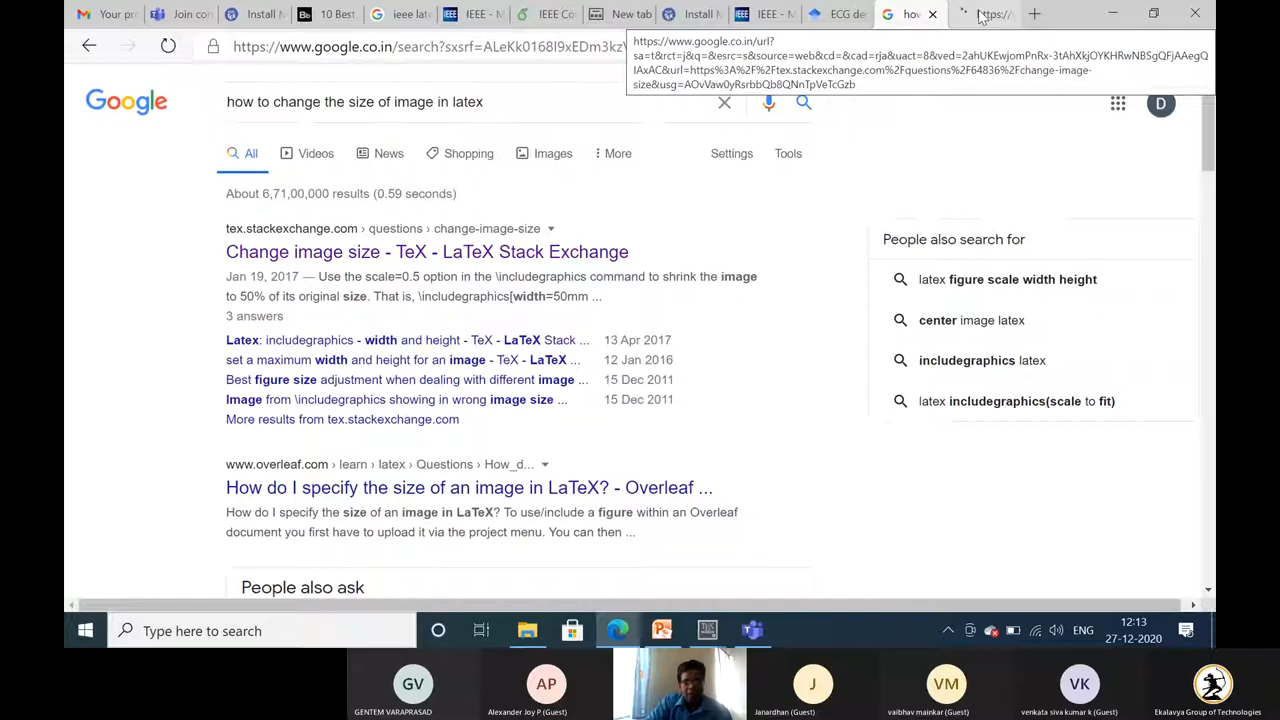 Your pr
Join con
Install M
10 Best
ieee late
IEEE - M
IEEE Co
New tab
Install M
IEEE - M
ECG de
how
https://
https://www.google.co.in/search?sxsrf=ALeKk0168I9xEDm3kzV
https://www.google.co.in/url?
sa=t&rct=j&q=&esrc=s&source=web&cd=&cad=rja&uact=8&ved=2ahUKEwjomPnRx-3tAhXkjOYKHRwNBSgQFjAAegQ
IAxAC&url=https%3A%2F%2Ftex.stackexchange.com%2Fquestions%2F64836%2Fchange-image-
size&usg=AOvVaw0yRsrbbQb8QNnTpVeTcGzb
Google
how to change the size of image in latex
D
All
Videos
News
Shopping
Images
More
Settings
Tools
About 6,71,00,000 results (0.59 seconds)
tex.stackexchange.com › questions › change-image-size
Change image size - TeX - LaTeX Stack Exchange
Jan 19, 2017 — Use the scale=0.5 option in the \includegraphics command to shrink the image
to 50% of its original size. That is, \includegraphics[width=50mm ...
3 answers
Latex: includegraphics - width and height - TeX - LaTeX Stack ... 13 Apr 2017
set a maximum width and height for an image - TeX - LaTeX ... 12 Jan 2016
Best figure size adjustment when dealing with different image ... 15 Dec 2011
Image from \includegraphics showing in wrong image size ... 15 Dec 2011
More results from tex.stackexchange.com
www.overleaf.com › learn › latex › Questions › How_d...
How do I specify the size of an image in LaTeX? - Overleaf ...
How do I specify the size of an image in LaTeX? To use/include a figure within an Overleaf
document you first have to upload it via the project menu. You can then ...
People also ask
People also search for
latex figure scale width height
center image latex
includegraphics latex
latex includegraphics(scale to fit)
Type here to search
ENG
12:13
27-12-2020
GV
AP
J
VM
VK
GENTEM VARAPRASAD
Alexander Joy P (Guest)
Janardhan (Guest)
vaibhav mainkar (Guest)
venkata siva kumar k (Guest)
Ekalavya Group of Technologies